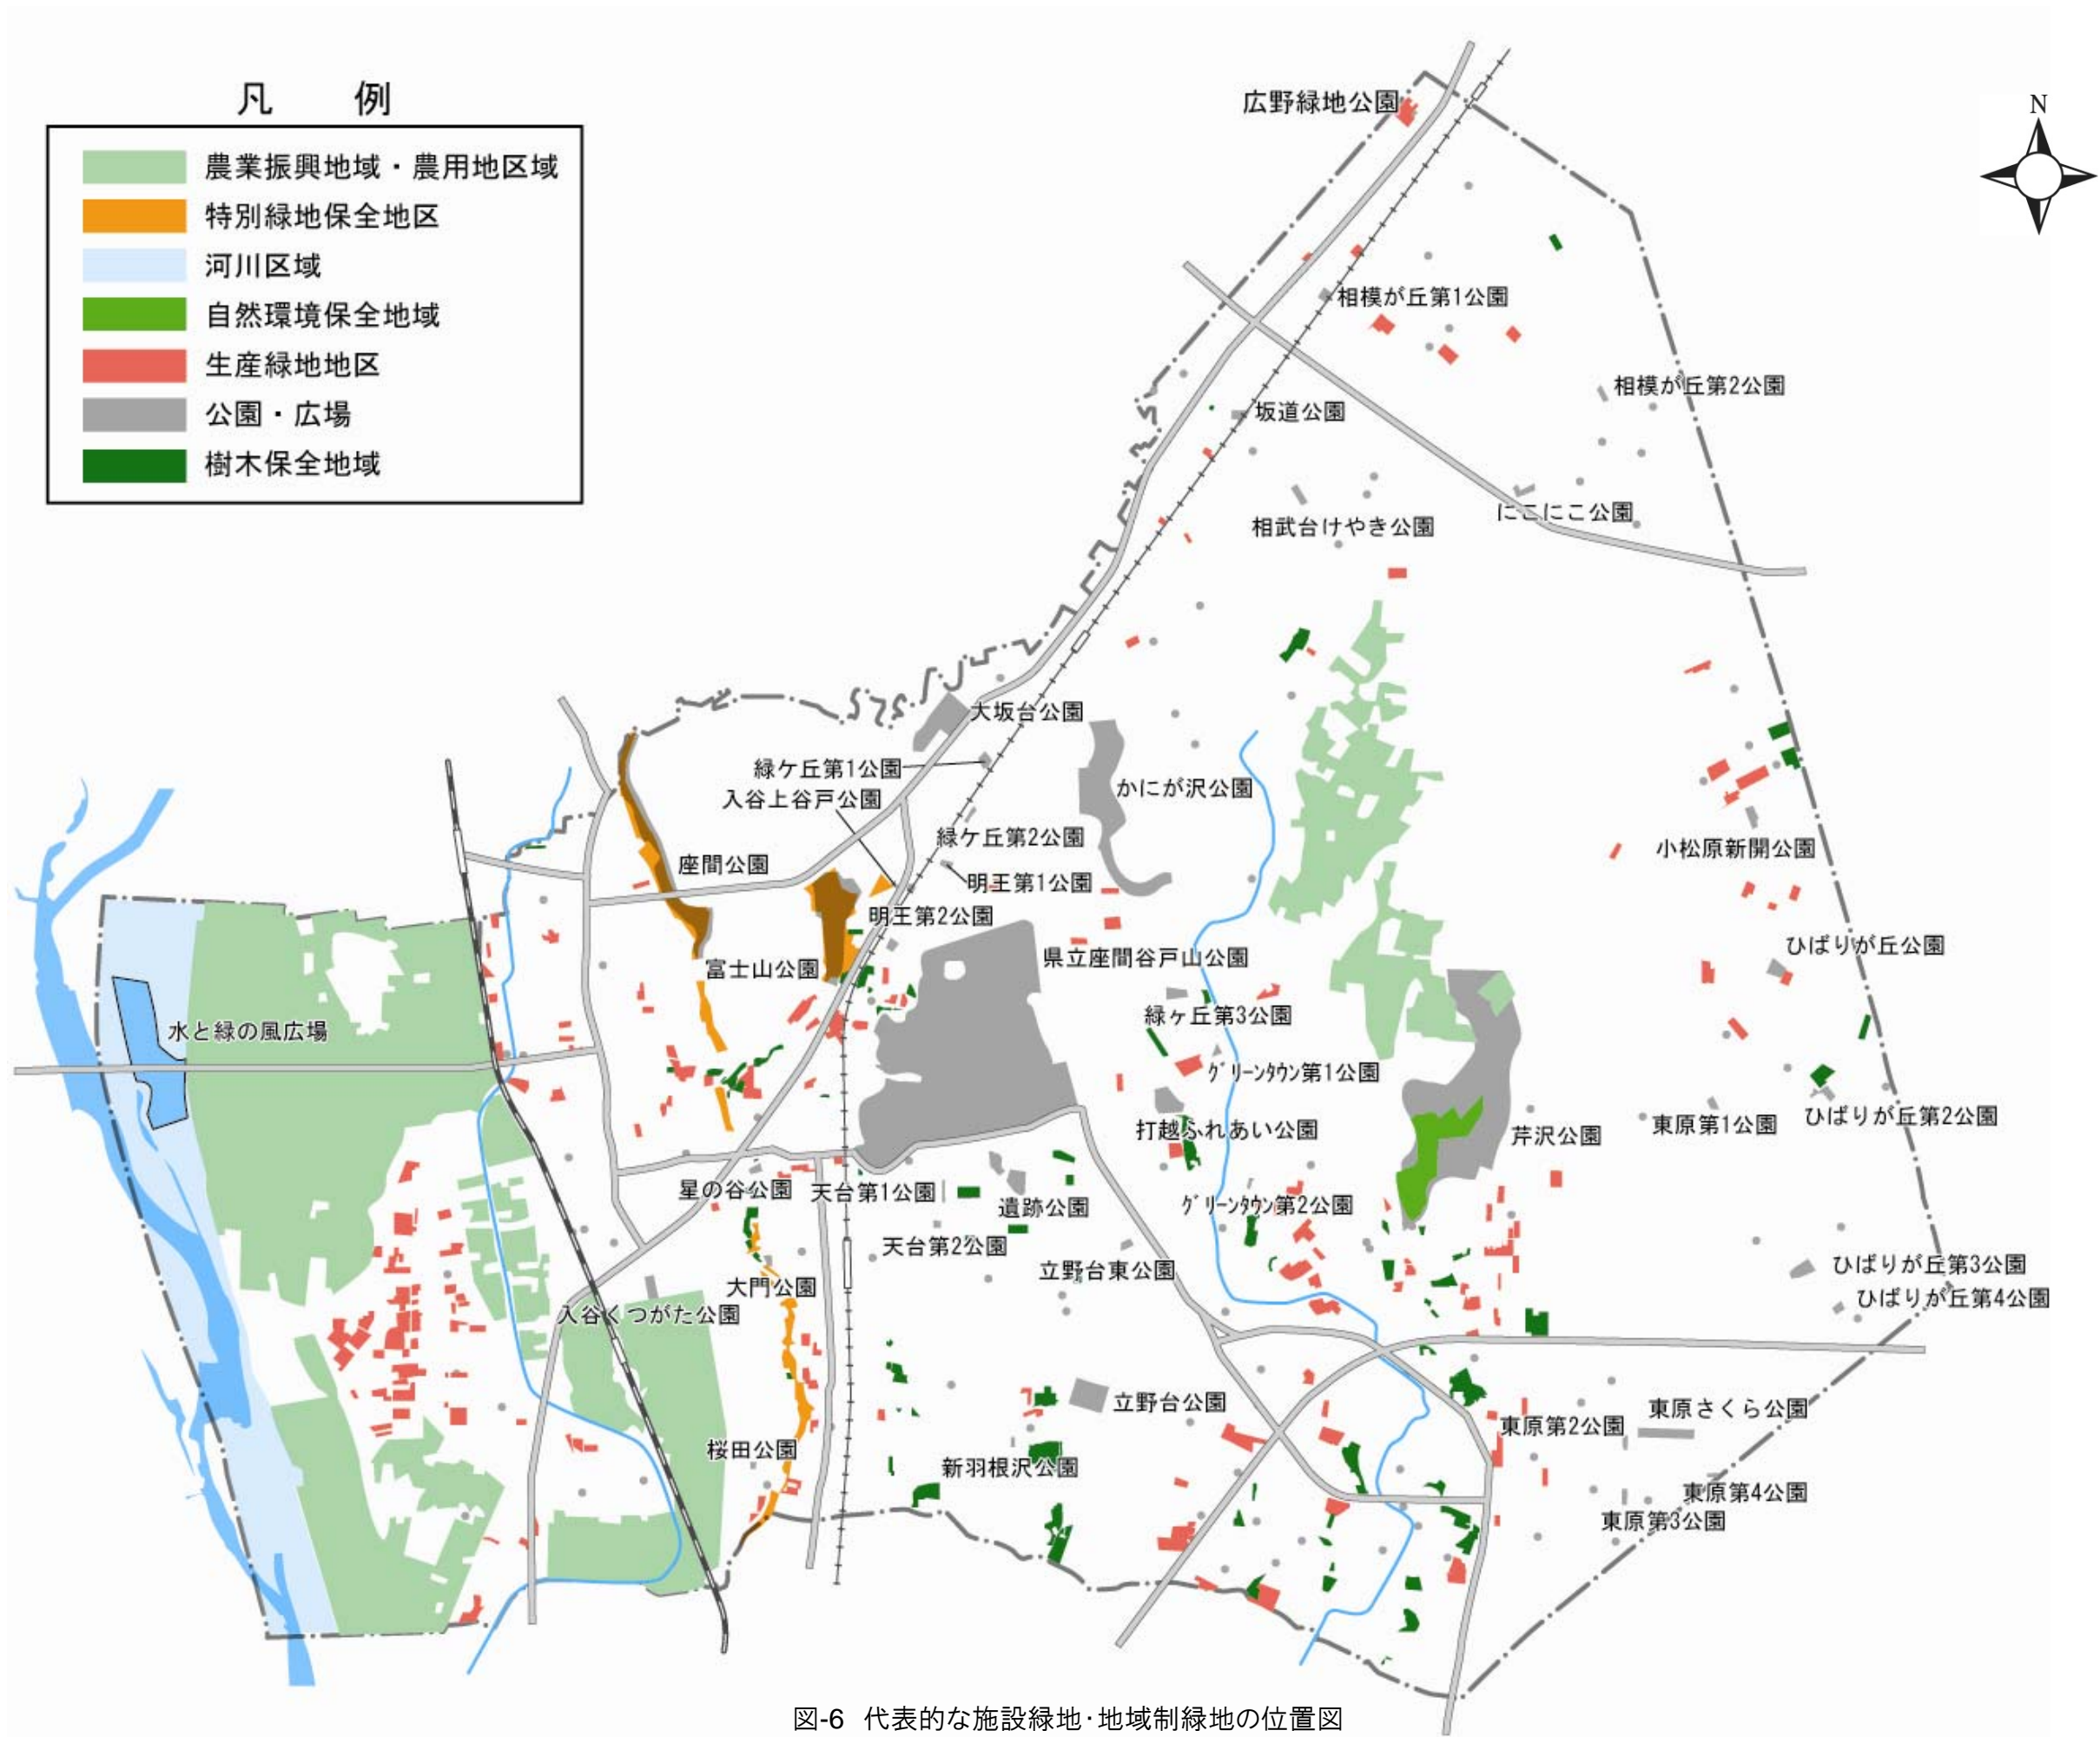 凡 例
農業振興地域・農用地区域
特別緑地保全地区
河川区域
自然環境保全地域
生産緑地地区
公園・広場
樹木保全地域
N
広野緑地公園
相模が丘第1公園
相模が丘第2公園
坂道公園
にこにこ公園
相武台けやき公園
大坂台公園
緑ケ丘第1公園
かにが沢公園
入谷上谷戸公園
緑ケ丘第2公園
小松原新開公園
座間公園
明王第1公園
明王第2公園
ひばりが丘公園
県立座間谷戸山公園
富士山公園
緑ヶ丘第3公園
水と緑の風広場
グリーンタウン第1公園
ひばりが丘第2公園
東原第1公園
打越ふれあい公園
芹沢公園
星の谷公園
天台第1公園
グリーンタウン第2公園
遺跡公園
天台第2公園
ひばりが丘第3公園
立野台東公園
大門公園
ひばりが丘第4公園
入谷くつがた公園
立野台公園
東原さくら公園
東原第2公園
桜田公園
新羽根沢公園
東原第4公園
東原第3公園
図-6 代表的な施設緑地･地域制緑地の位置図